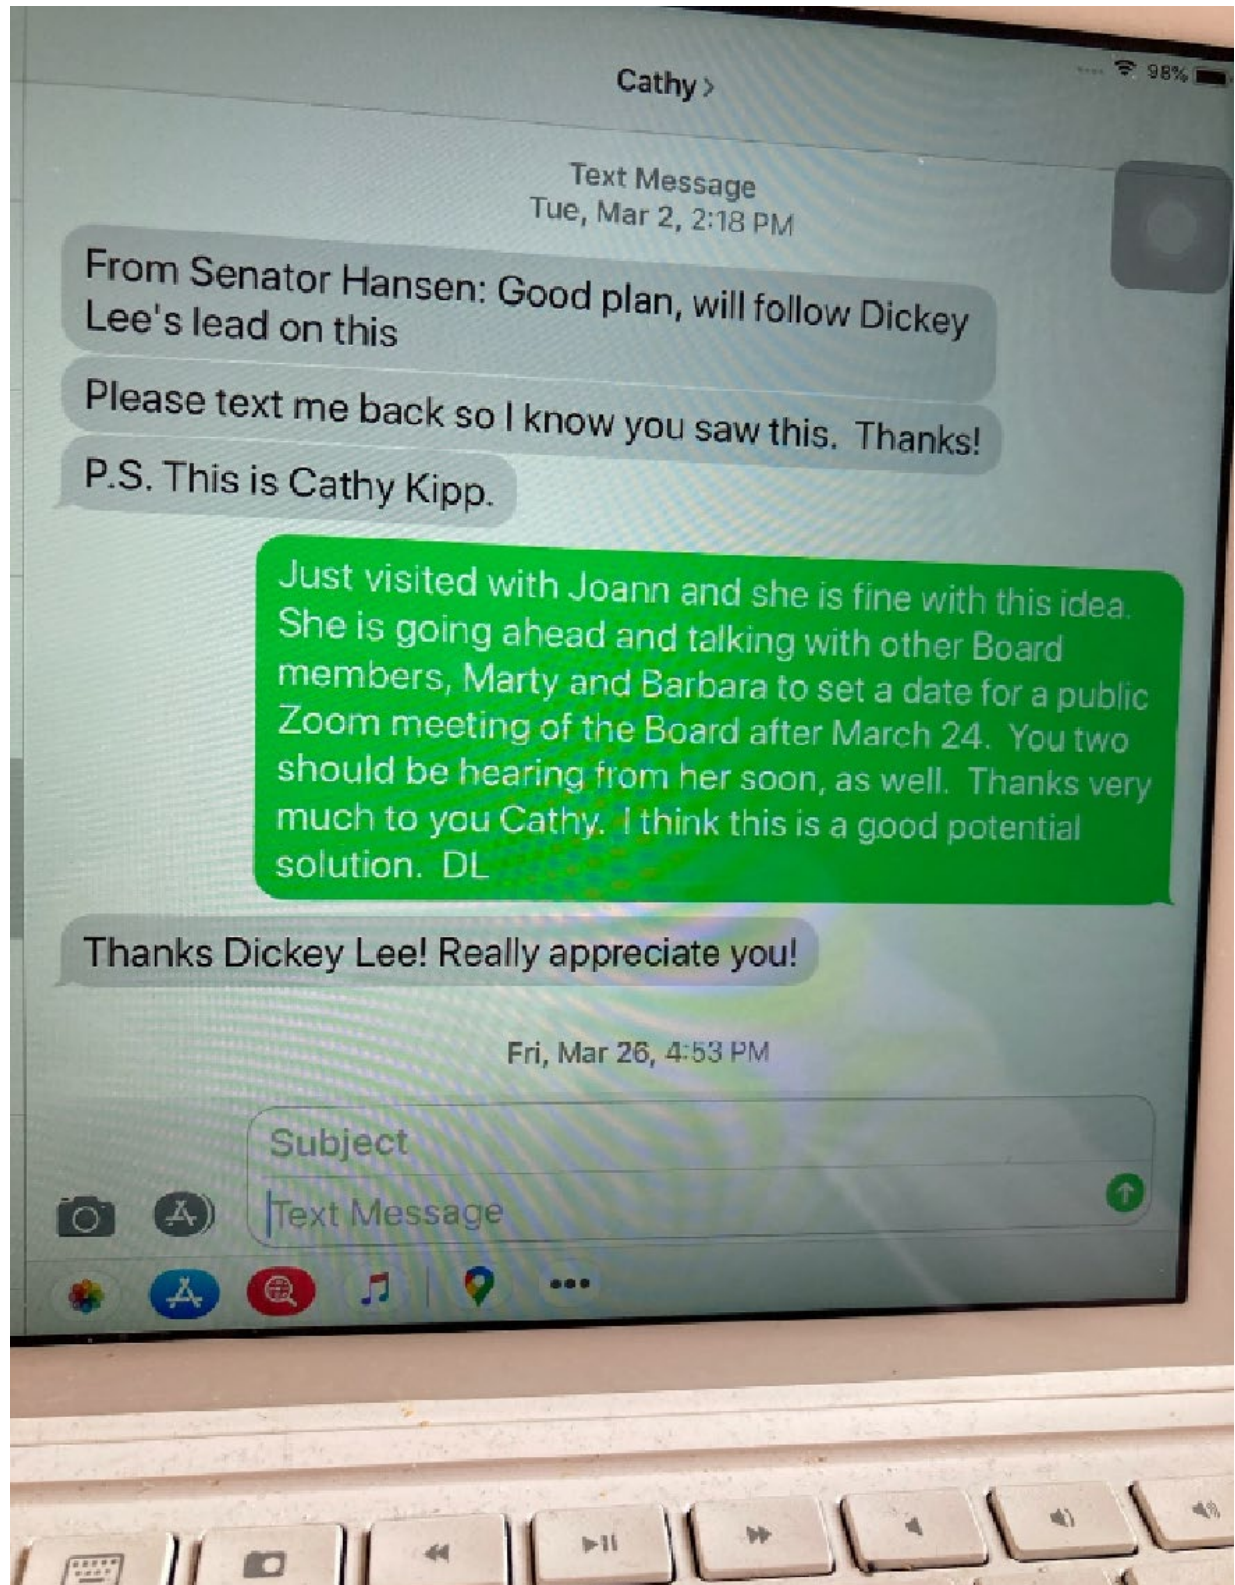 Cathy >
98%
Text Message
Tue, Mar 2, 2:18 PM
From Senator Hansen: Good plan, will follow Dickey
Lee's lead on this
Please text me back so I know you saw this.  Thanks!
P.S. This is Cathy Kipp.
Just visited with Joann and she is fine with this idea.
She is going ahead and talking with other Board
members, Marty and Barbara to set a date for a public
Zoom meeting of the Board after March 24.  You two
should be hearing from her soon, as well.  Thanks very
much to you Cathy.  I think this is a good potential
solution.  DL
Thanks Dickey Lee! Really appreciate you!
Fri, Mar 26, 4:53 PM
Subject
Text Message